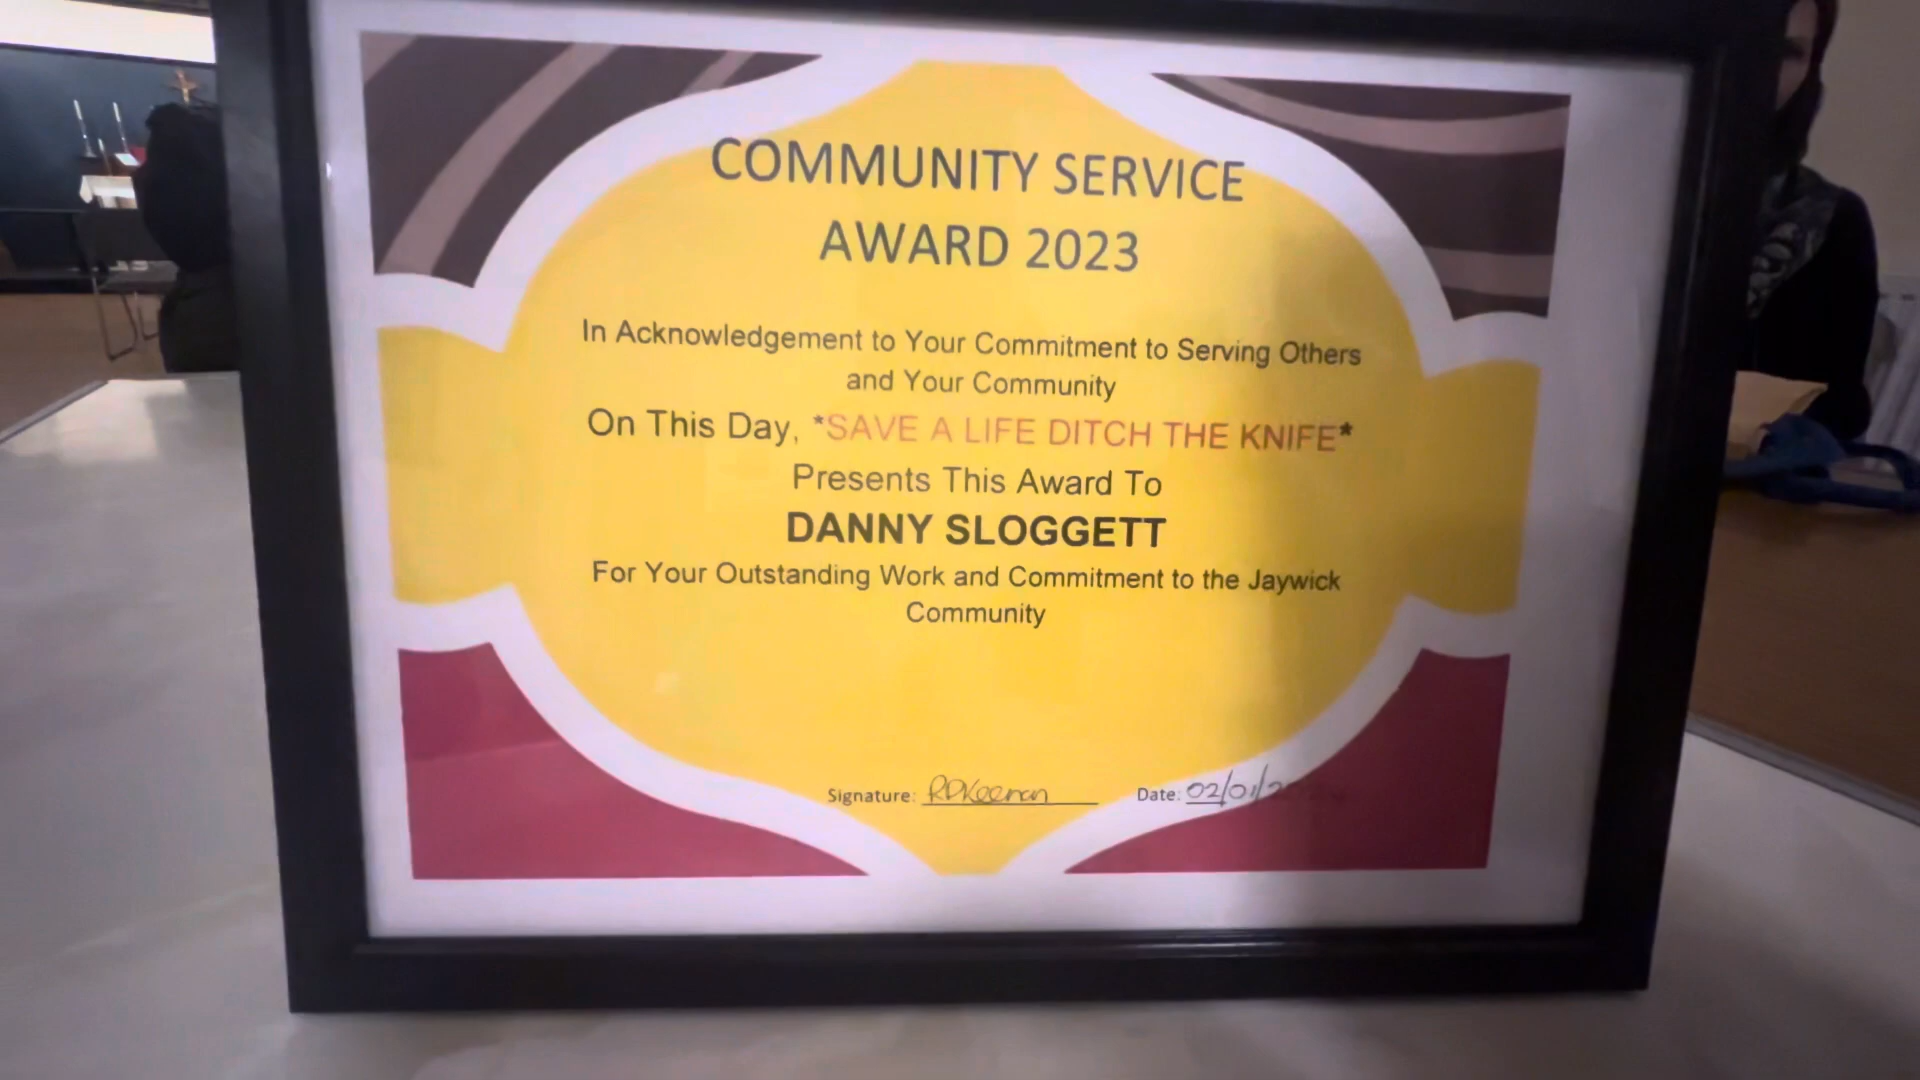 COMMUNITY SERVICE
AWARD 2023
In Acknowledgement to Your Commitment to Serving Others
and Your Community
On This Day, *SAVE A LIFE DITCH THE KNIFE*
Presents This Award To
DANNY SLOGGETT
For Your Outstanding Work and Commitment to the Jaywick
Community
Signature: RDKeenan Date: 02/01/